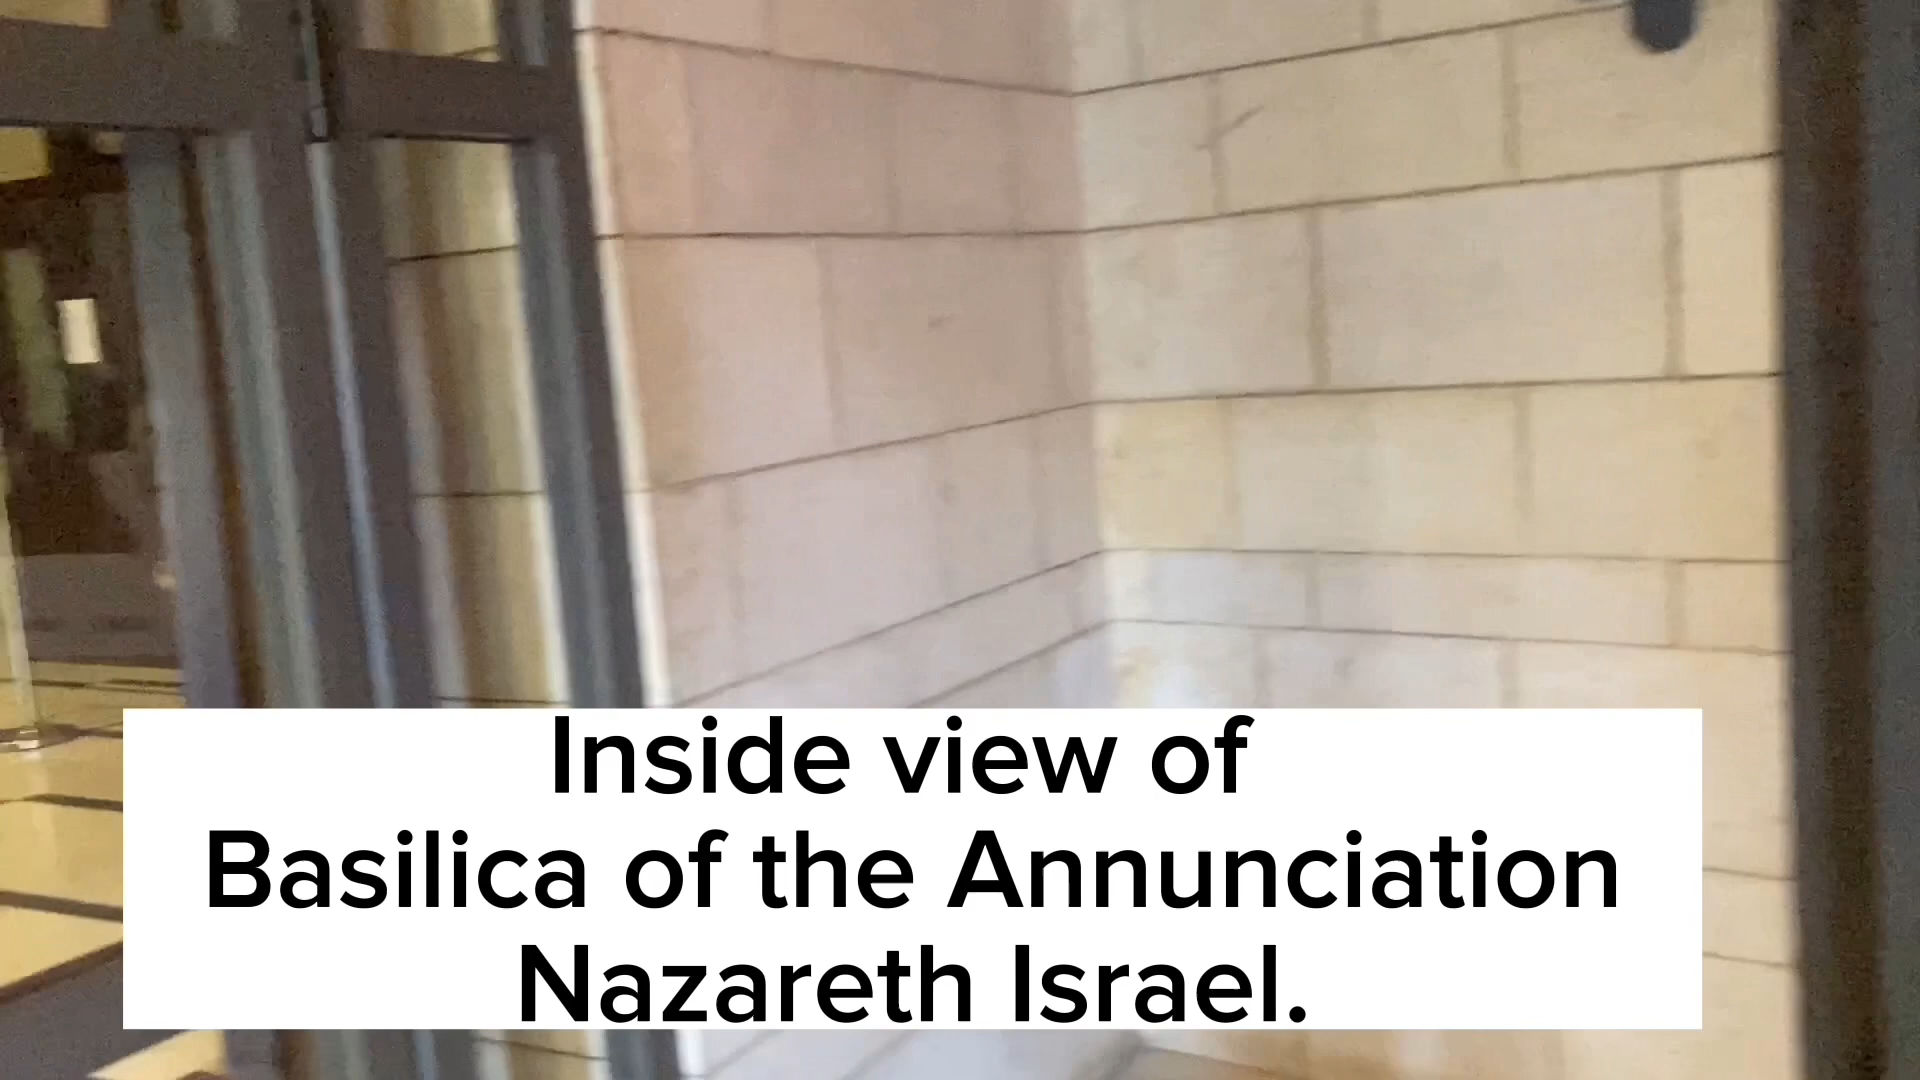 Inside view of
Basilica of the Annunciation
Nazareth Israel.